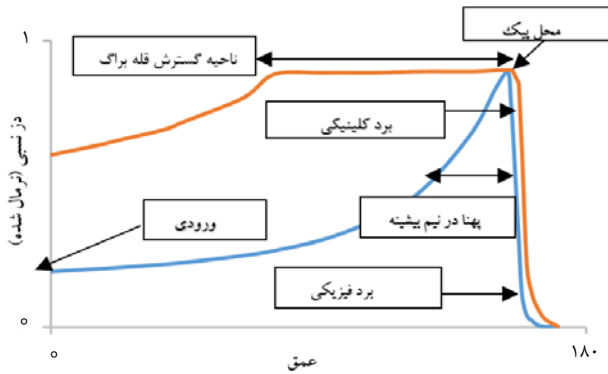 ۱
محل پیک
ناحیه گسترش قله براگ
برد کلینیکی
دز نسبی (نرمال شده)
ورودی
پهنا در نیم بیشینه
برد فیزیکی
۰
۰
عمق
۱۸۰